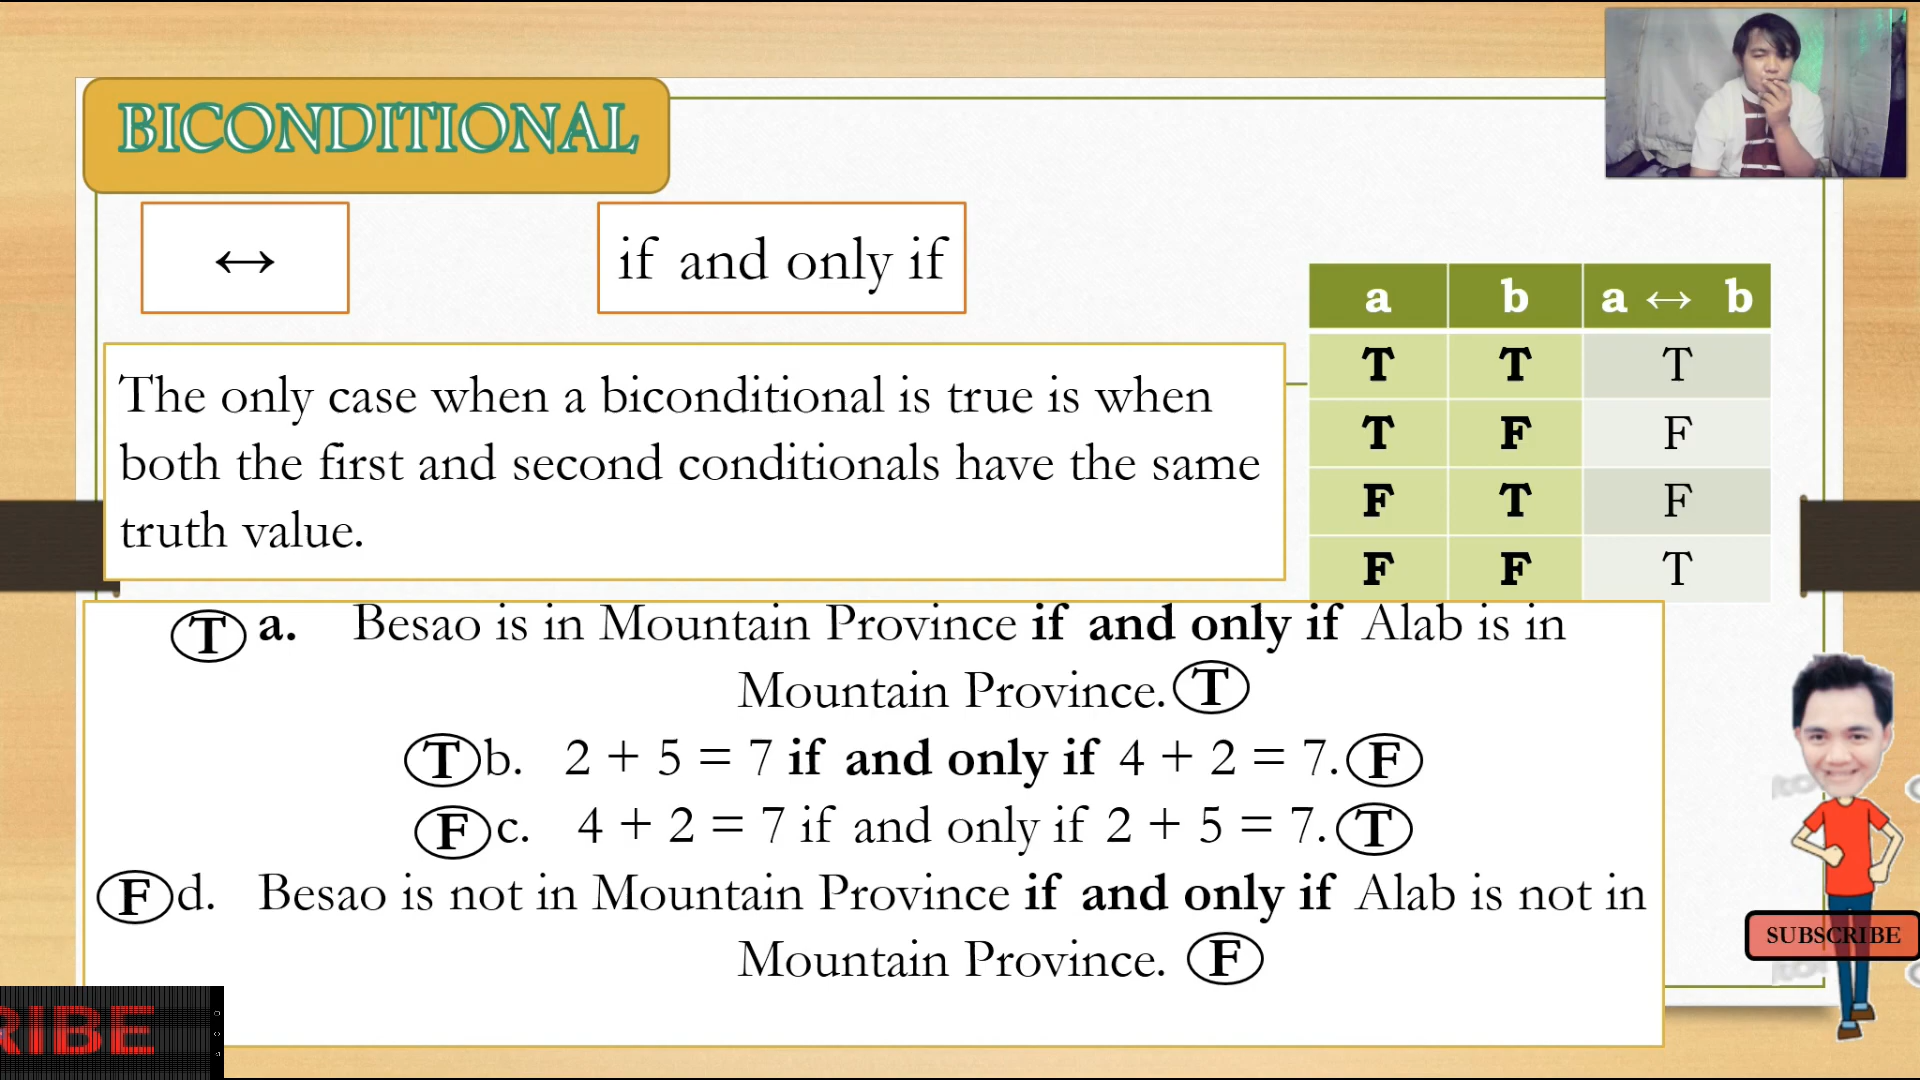 BICONDITIONAL
↔
if and only if
a b a ↔ b
T T T
T F F
F T F
F F T
The only case when a biconditional is true is when
both the first and second conditionals have the same
truth value.
T a. Besao is in Mountain Province if and only if Alab is in
Mountain Province. T
T b. 2 + 5 = 7 if and only if 4 + 2 = 7. F
F c. 4 + 2 = 7 if and only if 2 + 5 = 7. T
F d. Besao is not in Mountain Province if and only if Alab is not in
Mountain Province. F
SUBSCRIBE
RIBE